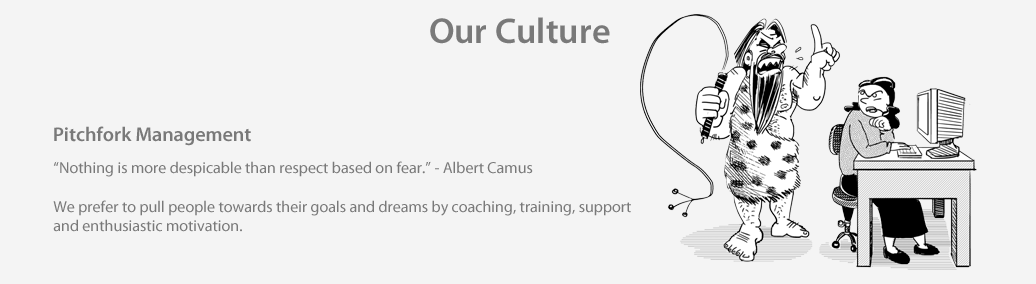 Our Culture
Pitchfork Management
“Nothing is more despicable than respect based on fear.” - Albert Camus
We prefer to pull people towards their goals and dreams by coaching, training, support
and enthusiastic motivation.